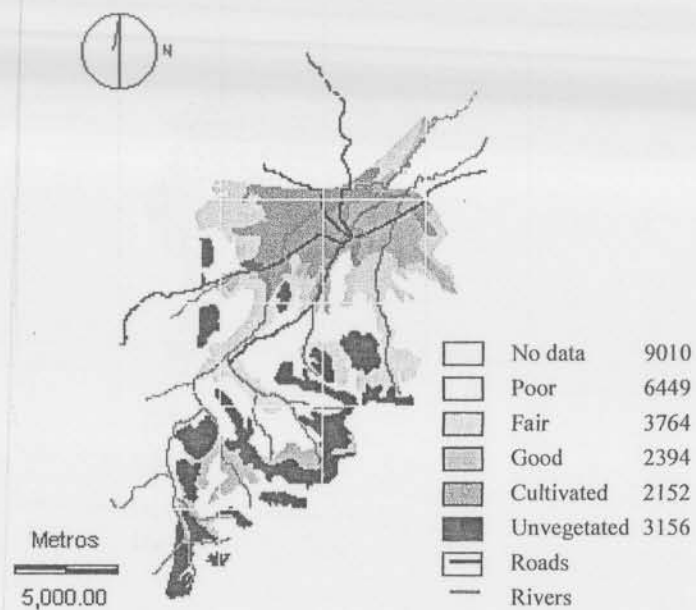 N
No data 9010
Poor 6449
Fair 3764
Good 2394
Cultivated 2152
Unvegetated 3156
Roads
Rivers
Metros
5,000.00